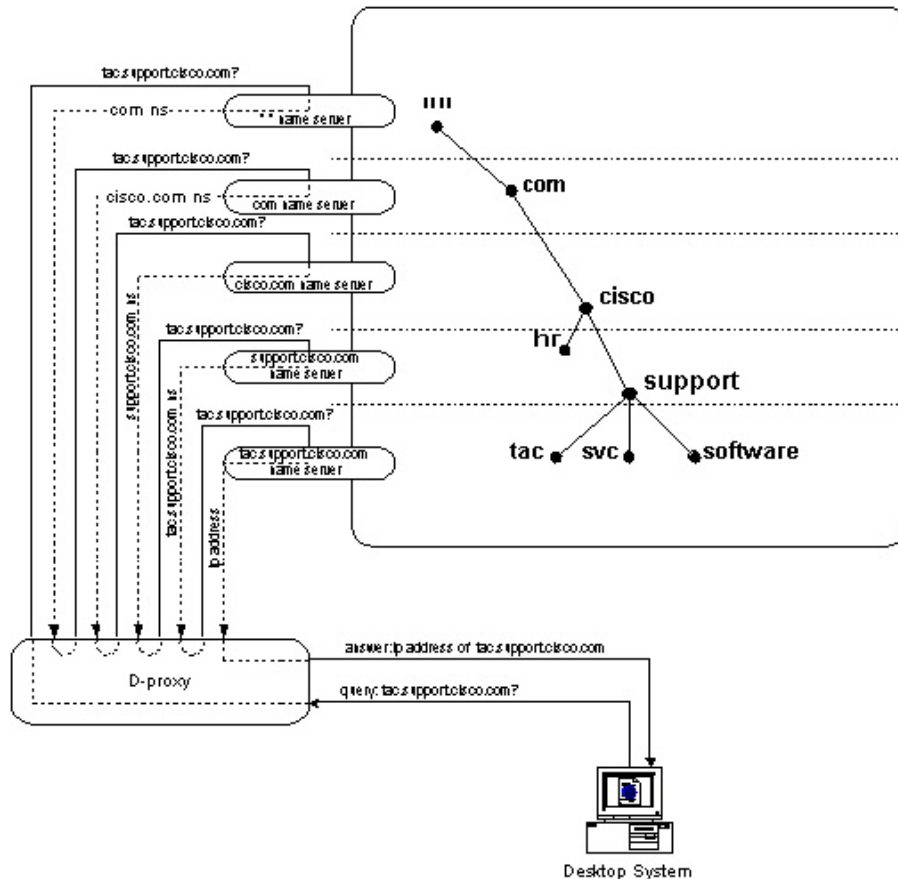 tac.support.cisco.com?
com ns
"." name server
""
tac.support.cisco.com?
com
cisco.com ns
com name server
tac.support.cisco.com?
cisco.com name server
cisco
support.cisco.com ns
tac.support.cisco.com?
hr
support.cisco.com
name server
support
tac.support.cisco.com ns
tac.support.cisco.com?
tac svc software
tac.support.cisco.com
name server
ip address
answer:ip address of tac.support.cisco.com
D-proxy
query: tac.support.cisco.com?
Desktop System